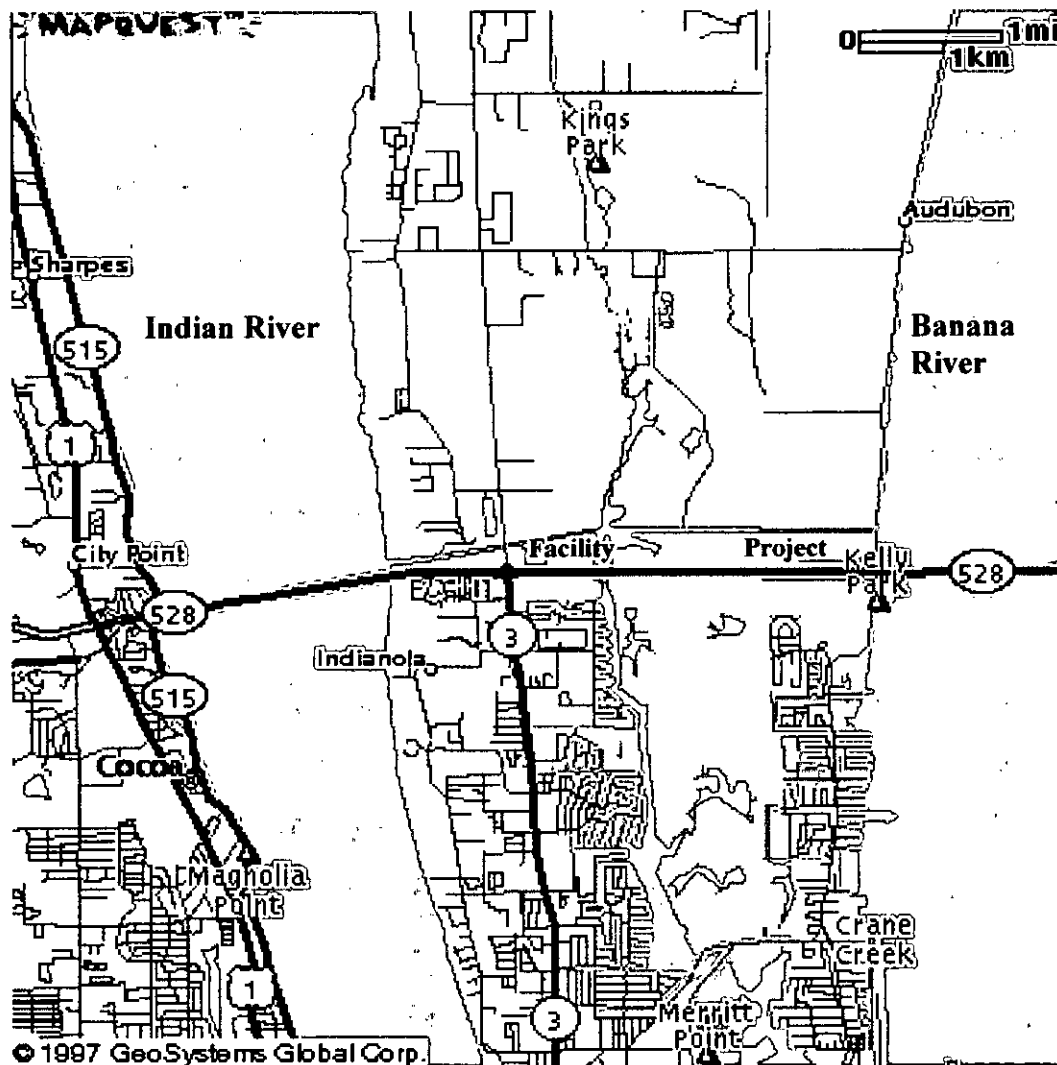 MAPQUEST
0
1mi
1km
Kings
Park
Audubon
Sharpes
Indian River
Banana
River
515
1
City Point
Facility
Project
Kelly
Park
528
528
3
Indianola
515
Cocoa
Magnolia
Point
Crane
Creek
1
3
Merritt
Point
© 1997 GeoSystems Global Corp.